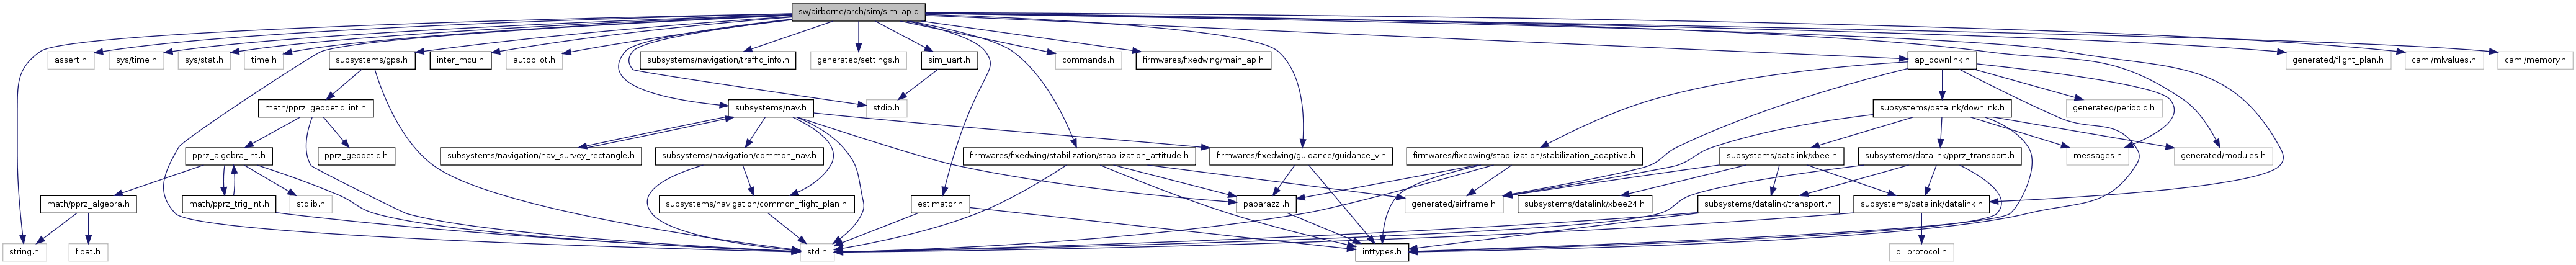 sw/airborne/arch/sim/sim_ap.c
assert.h
sys/time.h
sys/stat.h
time.h
subsystems/gps.h
inter_mcu.h
autopilot.h
subsystems/navigation/traffic_info.h
generated/settings.h
sim_uart.h
commands.h
firmwares/fixedwing/main_ap.h
ap_downlink.h
generated/flight_plan.h
caml/mlvalues.h
caml/memory.h
math/pprz_geodetic_int.h
subsystems/nav.h
stdio.h
subsystems/datalink/downlink.h
generated/periodic.h
pprz_algebra_int.h
pprz_geodetic.h
subsystems/navigation/nav_survey_rectangle.h
subsystems/navigation/common_nav.h
firmwares/fixedwing/stabilization/stabilization_attitude.h
firmwares/fixedwing/guidance/guidance_v.h
firmwares/fixedwing/stabilization/stabilization_adaptive.h
subsystems/datalink/xbee.h
subsystems/datalink/pprz_transport.h
messages.h
generated/modules.h
math/pprz_algebra.h
math/pprz_trig_int.h
stdlib.h
subsystems/navigation/common_flight_plan.h
estimator.h
paparazzi.h
generated/airframe.h
subsystems/datalink/xbee24.h
subsystems/datalink/transport.h
subsystems/datalink/datalink.h
string.h
float.h
std.h
inttypes.h
dl_protocol.h